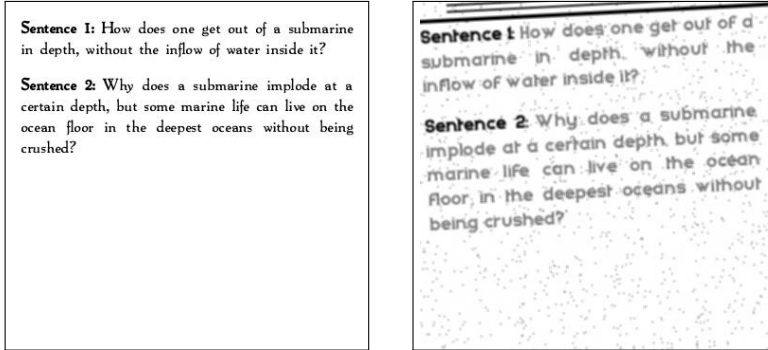 Sentence 1: How does one get out of a submarine
in depth, without the inflow of water inside it?
Sentence 2: Why does a submarine implode at a
certain depth, but some marine life can live on the
ocean floor in the deepest oceans without being
crushed?
Sentence 1: How does one get out of a
submarine in depth, without the
inflow of water inside it?
Sentence 2: Why does a submarine
implode at a certain depth, but some
marine life can live on the ocean
floor in the deepest oceans without
being crushed?